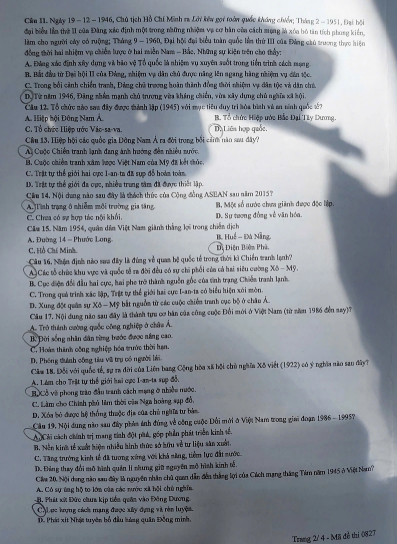 Câu 11. Ngày 19 – 12 – 1946, Chủ tịch Hồ Chí Minh ra Lời kêu gọi toàn quốc kháng chiến; Tháng 2 – 1951, Đại hội
đại biểu lần thứ II của Đảng xác định một trong những nhiệm vụ cơ bản của cách mạng là xóa bỏ tàn tích phong kiến,
làm cho người cày có ruộng; Tháng 9 – 1960, Đại hội đại biểu toàn quốc lần thứ III của Đảng chủ trương thực hiện
đồng thời hai nhiệm vụ chiến lược ở hai miền Nam – Bắc. Những sự kiện trên cho thấy:
A. Đảng xác định xây dựng và bảo vệ Tổ quốc là nhiệm vụ xuyên suốt trong tiến trình cách mạng.
B. Bắt đầu từ Đại hội II của Đảng, nhiệm vụ dân chủ được nâng lên ngang hàng nhiệm vụ dân tộc.
C. Trong bối cảnh chiến tranh, Đảng chủ trương hoàn thành đồng thời nhiệm vụ dân tộc và dân chủ.
D. Từ năm 1946, Đảng nhấn mạnh chủ trương vừa kháng chiến, vừa xây dựng chủ nghĩa xã hội.
Câu 12. Tổ chức nào sau đây được thành lập (1945) với mục tiêu duy trì hòa bình và an ninh quốc tế?
A. Hiệp hội Đông Nam Á.
B. Tổ chức Hiệp ước Bắc Đại Tây Dương.
C. Tổ chức Hiệp ước Vác-sa-va.
D. Liên hợp quốc.
Câu 13. Hiệp hội các quốc gia Đông Nam Á ra đời trong bối cảnh nào sau đây?
A. Cuộc Chiến tranh lạnh đang ảnh hưởng đến nhiều nước.
B. Cuộc chiến tranh xâm lược Việt Nam của Mỹ đã kết thúc.
C. Trật tự thế giới hai cực I-an-ta đã sụp đổ hoàn toàn.
D. Trật tự thế giới đa cực, nhiều trung tâm đã được thiết lập.
Câu 14. Nội dung nào sau đây là thách thức của Cộng đồng ASEAN sau năm 2015?
A. Tình trạng ô nhiễm môi trường gia tăng.
B. Một số nước chưa giành được độc lập.
C. Chưa có sự hợp tác nội khối.
D. Sự tương đồng về văn hóa.
Câu 15. Năm 1954, quân dân Việt Nam giành thắng lợi trong chiến dịch
A. Đường 14 – Phước Long.
B. Huế – Đà Nẵng.
C. Hồ Chí Minh.
D. Điện Biên Phủ.
Câu 16. Nhận định nào sau đây là đúng về quan hệ quốc tế trong thời kì Chiến tranh lạnh?
A. Các tổ chức khu vực và quốc tế ra đời đều có sự chi phối của cả hai siêu cường Xô – Mỹ.
B. Cục diện đối đầu hai cực, hai phe trở thành nguồn gốc của tình trạng Chiến tranh lạnh.
C. Trong quá trình xác lập, Trật tự thế giới hai cực I-an-ta có biểu hiện xói mòn.
D. Xung đột quân sự Xô – Mỹ bắt nguồn từ các cuộc chiến tranh cục bộ ở châu Á.
Câu 17. Nội dung nào sau đây là thành tựu cơ bản của công cuộc Đổi mới ở Việt Nam (từ năm 1986 đến nay)?
A. Trở thành cường quốc công nghiệp ở châu Á.
B. Đời sống nhân dân từng bước được nâng cao.
C. Hoàn thành công nghiệp hóa trước thời hạn.
D. Phóng thành công tàu vũ trụ có người lái.
Câu 18. Đối với quốc tế, sự ra đời của Liên bang Cộng hòa xã hội chủ nghĩa Xô viết (1922) có ý nghĩa nào sau đây?
A. Làm cho Trật tự thế giới hai cực I-an-ta sụp đổ.
B. Cổ vũ phong trào đấu tranh cách mạng ở nhiều nước.
C. Làm cho Chính phủ lâm thời của Nga hoàng sụp đổ.
D. Xóa bỏ được hệ thống thuộc địa của chủ nghĩa tư bản.
Câu 19. Nội dung nào sau đây phản ánh đúng về công cuộc Đổi mới ở Việt Nam trong giai đoạn 1986 – 1995?
A. Cải cách chính trị mang tính đột phá, góp phần phát triển kinh tế.
B. Nền kinh tế xuất hiện nhiều hình thức sở hữu về tư liệu sản xuất.
C. Tăng trưởng kinh tế đã tương xứng với khả năng, tiềm lực đất nước.
D. Đảng thay đổi mô hình quản lí nhưng giữ nguyên mô hình kinh tế.
Câu 20. Nội dung nào sau đây là nguyên nhân chủ quan dẫn đến thắng lợi của Cách mạng tháng Tám năm 1945 ở Việt Nam?
A. Có sự ủng hộ to lớn của các nước xã hội chủ nghĩa.
B. Phát xít Đức chưa kịp tiến quân vào Đông Dương.
C. Lực lượng cách mạng được xây dựng và rèn luyện.
D. Phát xít Nhật tuyên bố đầu hàng quân Đồng minh.
Trang 2/ 4 - Mã đề thi 0827